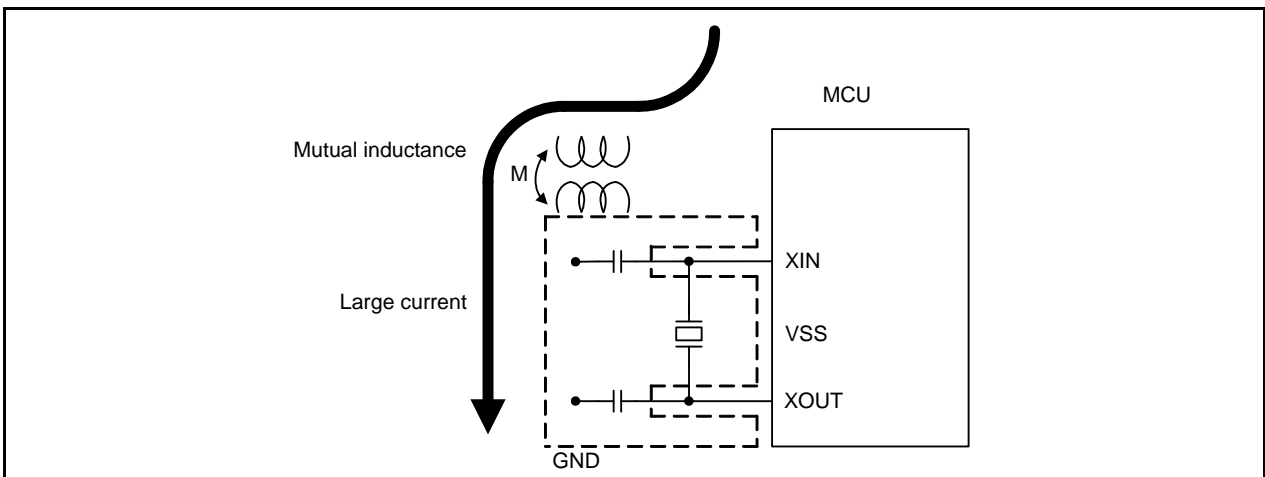 MCU
Mutual inductance
M
XIN
Large current
VSS
XOUT
GND